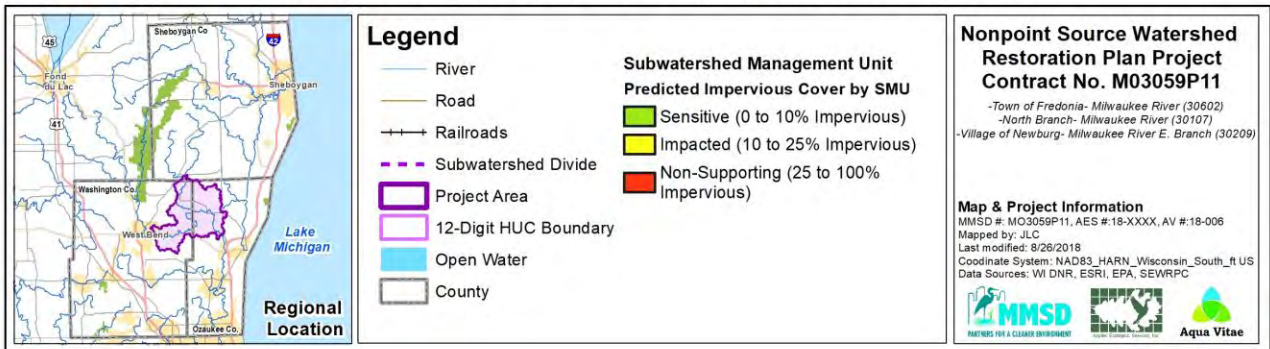 Sheboygan Co
42
45
Fond
du Lac
Sheboygan
41
Washington Co.
West Bend
Lake
Michigan
Ozaukee Co.
Regional
Location
Legend
River
Road
Railroads
Subwatershed Divide
Project Area
12-Digit HUC Boundary
Open Water
County
Subwatershed Management Unit
Predicted Impervious Cover by SMU
Sensitive (0 to 10% Impervious)
Impacted (10 to 25% Impervious)
Non-Supporting (25 to 100%
Impervious)
Nonpoint Source Watershed
Restoration Plan Project
Contract No. M03059P11
-Town of Fredonia- Milwaukee River (30602)
-North Branch- Milwaukee River (30107)
-Village of Newburg- Milwaukee River E. Branch (30209)
Map & Project Information
MMSD #: MO3059P11, AES #:18-XXXX, AV #:18-006
Mapped by: JLC
Last modified: 8/26/2018
Coodinate System: NAD83_HARN_Wisconsin_South_ft US
Data Sources: WI DNR, ESRI, EPA, SEWRPC
MMSD
PARTNERS FOR A CLEANER ENVIRONMENT
Applied Ecological Services, Inc
Aqua Vitae